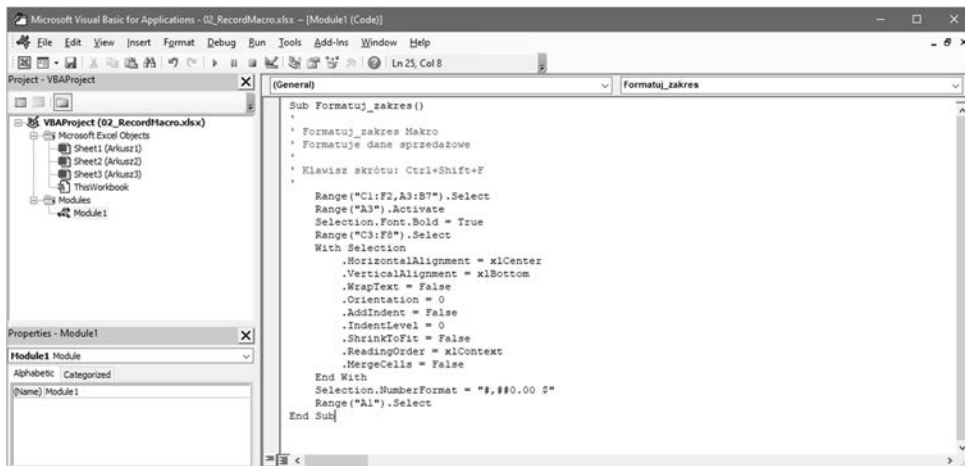 Microsoft Visual Basic for Applications - 02_RecordMacro.xlsx - [Module1 (Code)]
File Edit View Insert Format Debug Run Tools Add-Ins Window Help
Ln 25, Col 8
Project - VBAProject
VBAProject (02_RecordMacro.xlsx)
Microsoft Excel Objects
Sheet1 (Arkusz1)
Sheet2 (Arkusz2)
Sheet3 (Arkusz3)
ThisWorkbook
Modules
Module1
Properties - Module1
Module1 Module
Alphabetic Categorized
(Name) Module1
(General) Formatuj_zakres
Sub Formatuj_zakres()
'
' Formatuj_zakres Makro
' Formatuje dane sprzedażowe
'
' Klawisz skrótu: Ctrl+Shift+F
'
Range("C1:F2,A3:B7").Select
Range("A3").Activate
Selection.Font.Bold = True
Range("C3:F8").Select
With Selection
.HorizontalAlignment = xlCenter
.VerticalAlignment = xlBottom
.WrapText = False
.Orientation = 0
.AddIndent = False
.IndentLevel = 0
.ShrinkToFit = False
.ReadingOrder = xlContext
.MergeCells = False
End With
Selection.NumberFormat = "#,##0.00 $"
Range("A1").Select
End Sub